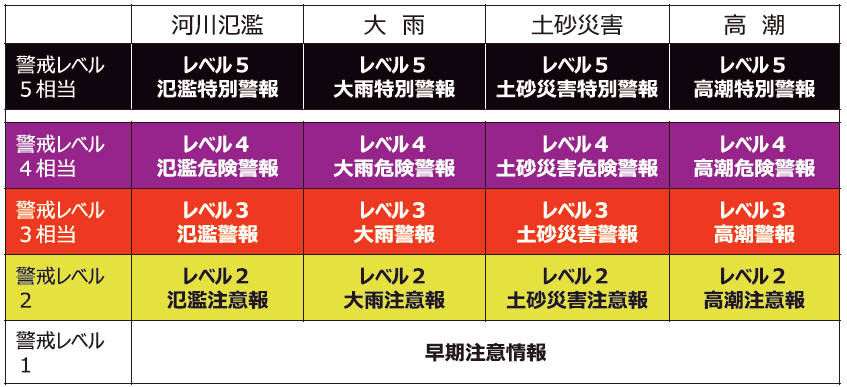 河川氾濫 大雨 土砂災害 高潮
警戒レベル
5相当
レベル5 レベル5 レベル5 レベル5
氾濫特別警報 大雨特別警報 土砂災害特別警報 高潮特別警報
警戒レベル
4相当
レベル4 レベル4 レベル4 レベル4
氾濫危険警報 大雨危険警報 土砂災害危険警報 高潮危険警報
警戒レベル
3相当
レベル3 レベル3 レベル3 レベル3
氾濫警報 大雨警報 土砂災害警報 高潮警報
警戒レベル
2
レベル2 レベル2 レベル2 レベル2
氾濫注意報 大雨注意報 土砂災害注意報 高潮注意報
警戒レベル
1
早期注意情報